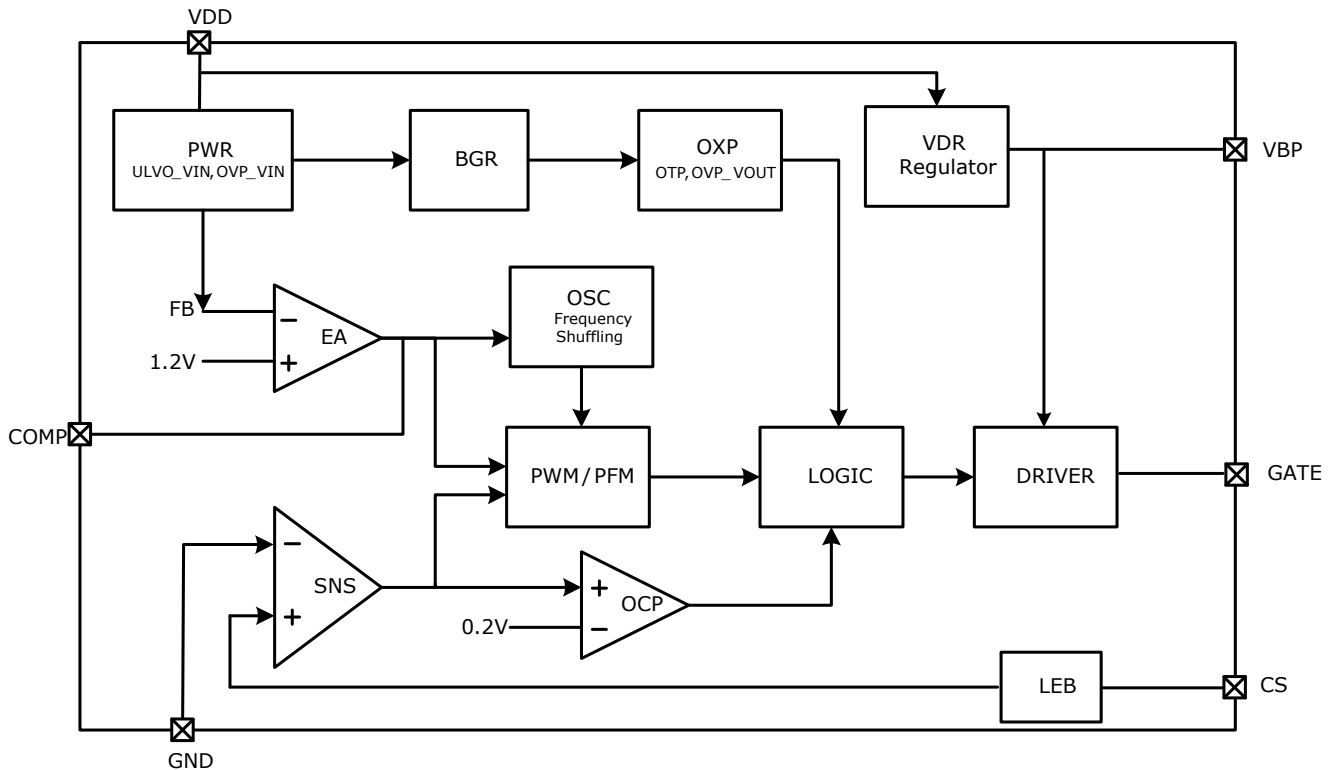 VDD
PWR
ULVO_VIN, OVP_VIN
BGR
OXP
OTP, OVP_VOUT
VDR
Regulator
VBP
FB
−
EA
1.2V
+
OSC
Frequency
Shuffling
COMP
PWM/PFM
LOGIC
DRIVER
GATE
−
SNS
+
+
OCP
0.2V
−
LEB
CS
GND